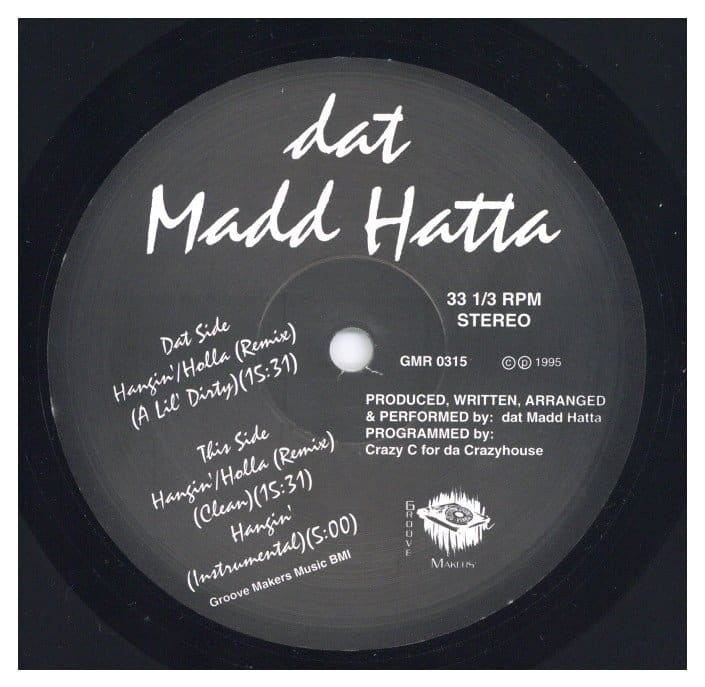 dat
Madd Hatta
33 1/3 RPM
STEREO
GMR 0315 © ℗ 1995
PRODUCED, WRITTEN, ARRANGED
& PERFORMED by: dat Madd Hatta
PROGRAMMED by:
Crazy C for da Crazyhouse
Dat Side
Hangin'/Holla (Remix)
(A Lil' Dirty)(15:31)
This Side
Hangin'/Holla (Remix)
(Clean)(15:31)
Hangin'
(Instrumental)(5:00)
Groove Makers Music BMI
GROOVE
MAKERS'